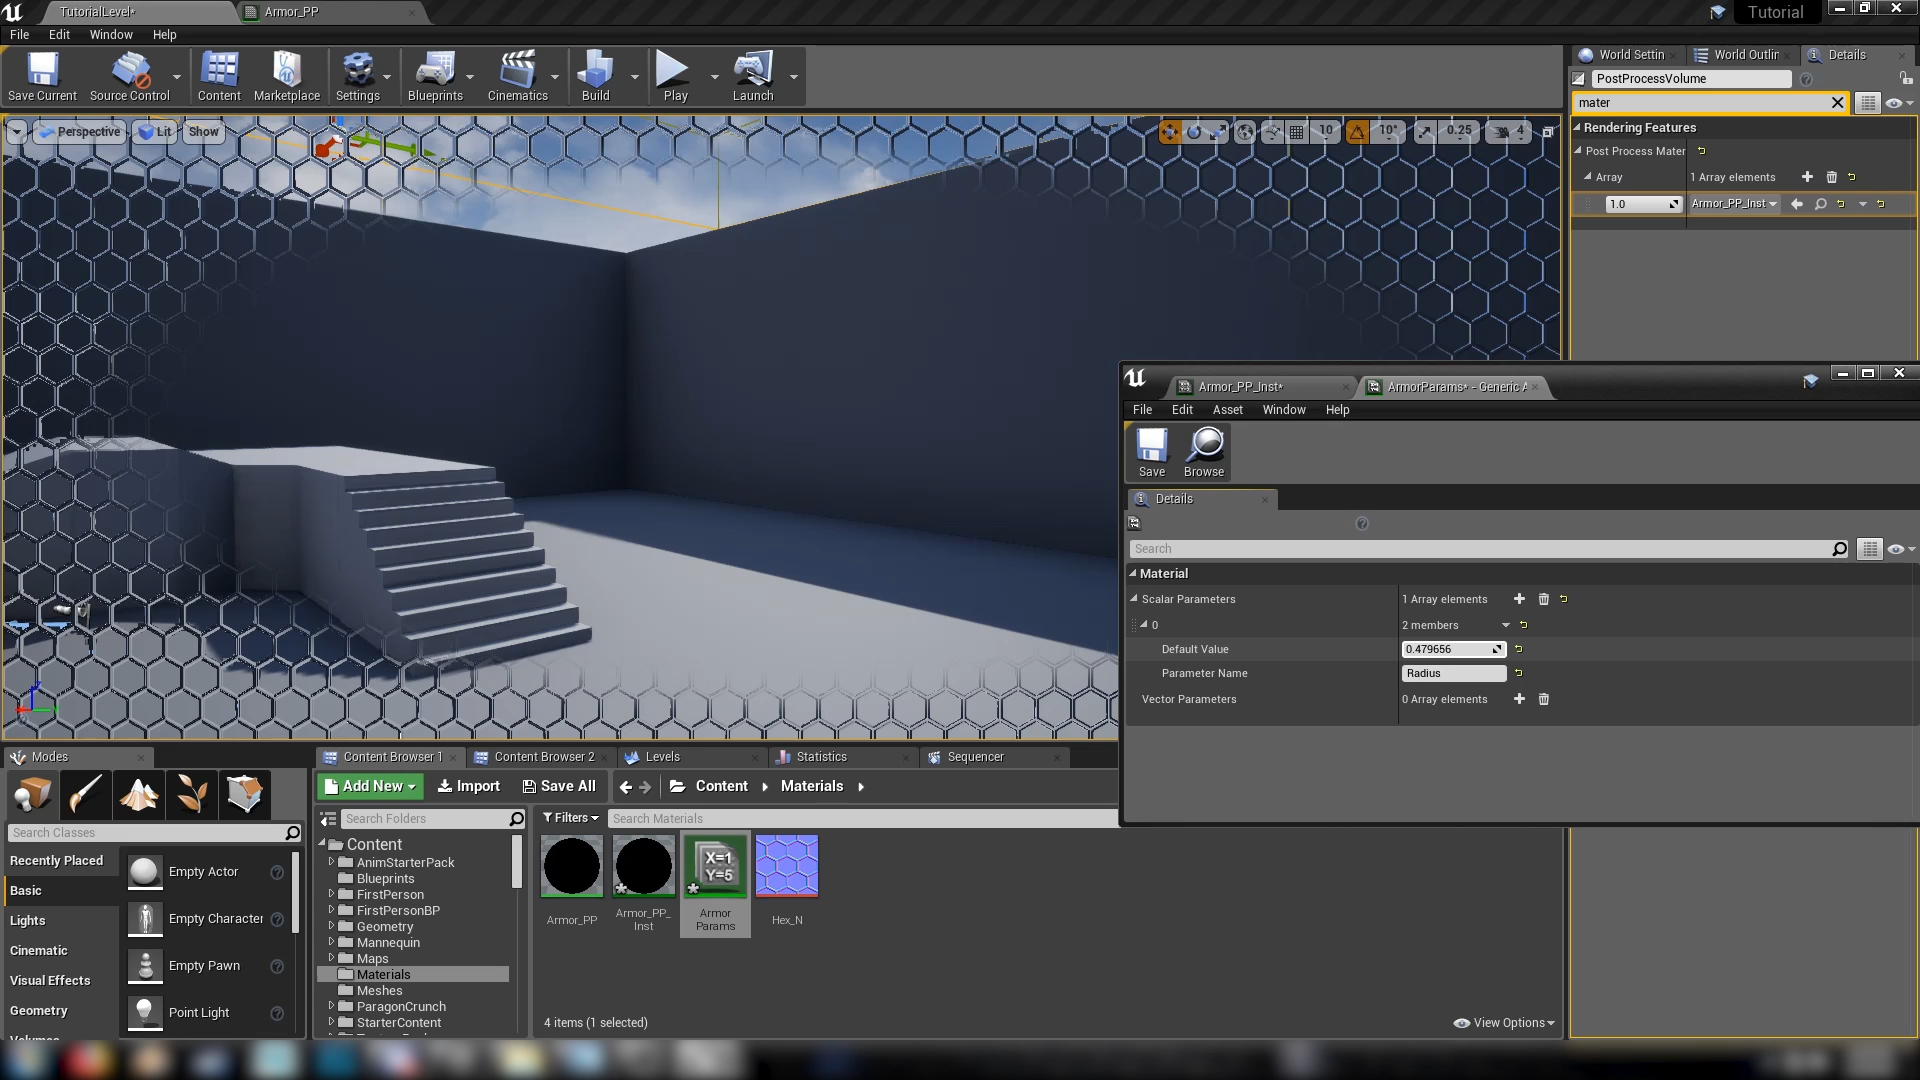 TutorialLevel*
Armor_PP
Tutorial
File Edit Window Help
Save Current
Source Control
Content
Marketplace
Settings
Blueprints
Cinematics
Build
Play
Launch
World Settin
World Outlin
Details
PostProcessVolume
mater
Rendering Features
Post Process Mater
Array 1 Array elements
1.0 Armor_PP_Inst
Perspective Lit Show
10 10° 0.25 4
Armor_PP_Inst*
ArmorParams* - Generic A
File Edit Asset Window Help
Save Browse
Details
Search
Material
Scalar Parameters 1 Array elements
0 2 members
Default Value 0.479656
Parameter Name Radius
Vector Parameters 0 Array elements
Modes
Content Browser 1
Content Browser 2
Levels
Statistics
Sequencer
Add New Import Save All Content Materials
Search Classes
Search Folders
Filters
Search Materials
Recently Placed
Basic
Lights
Cinematic
Visual Effects
Geometry
Empty Actor
Empty Character
Empty Pawn
Point Light
Content
AnimStarterPack
Blueprints
FirstPerson
FirstPersonBP
Geometry
Mannequin
Maps
Materials
Meshes
ParagonCrunch
StarterContent
X=1
Y=5
Armor_PP
Armor_PP_
Inst
Armor
Params
Hex_N
4 items (1 selected)
View Options